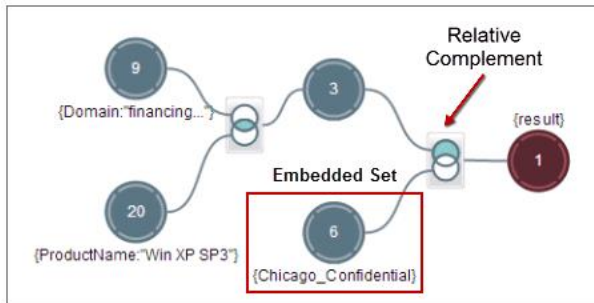 Relative
Complement
9
3
{Domain:"financing..."}
{result}
1
Embedded Set
20
6
{ProductName:"Win XP SP3"}
{Chicago_Confidential}